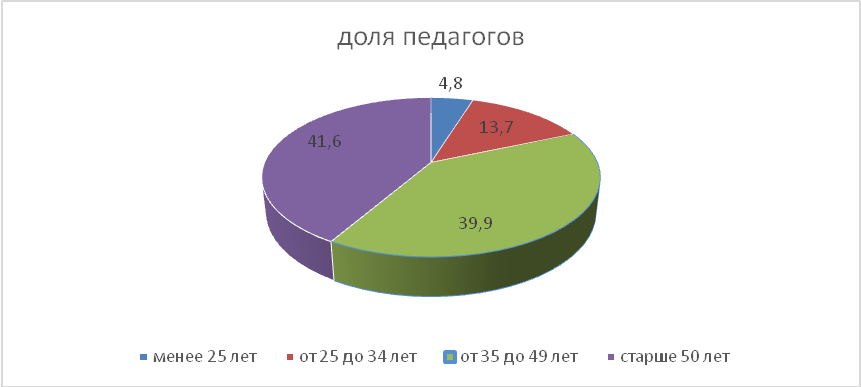 доля педагогов
4,8
13,7
41,6
39,9
менее 25 лет от 25 до 34 лет от 35 до 49 лет старше 50 лет